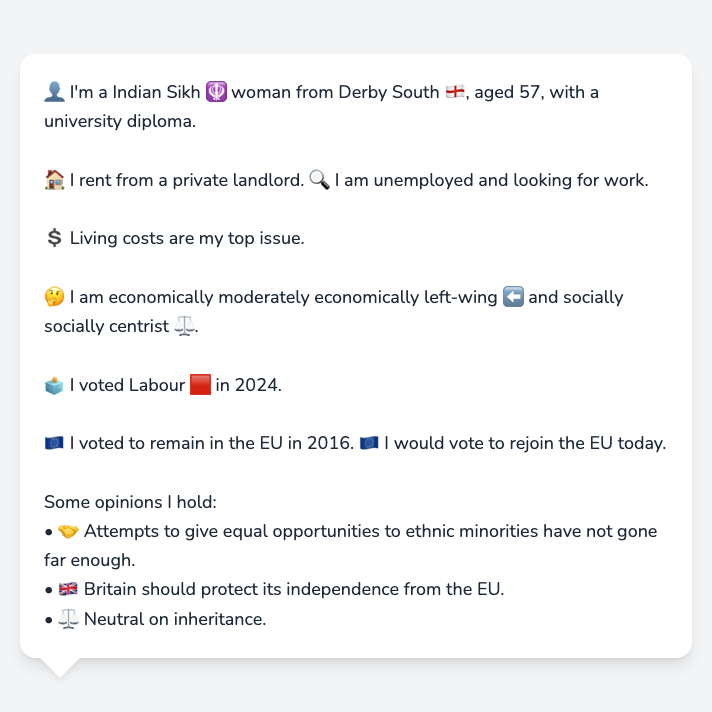 👤 I'm a Indian Sikh 🪯 woman from Derby South 🏴󠁧󠁢󠁥󠁮󠁧󠁿, aged 57, with a
university diploma.
🏠 I rent from a private landlord. 🔍 I am unemployed and looking for work.
💲 Living costs are my top issue.
🤔 I am economically moderately economically left-wing ⬅️ and socially
socially centrist ⚖️.
🗳️ I voted Labour 🟥 in 2024.
🇪🇺 I voted to remain in the EU in 2016. 🇪🇺 I would vote to rejoin the EU today.
Some opinions I hold:
• 🤝 Attempts to give equal opportunities to ethnic minorities have not gone
far enough.
• 🇬🇧 Britain should protect its independence from the EU.
• ⚖️ Neutral on inheritance.